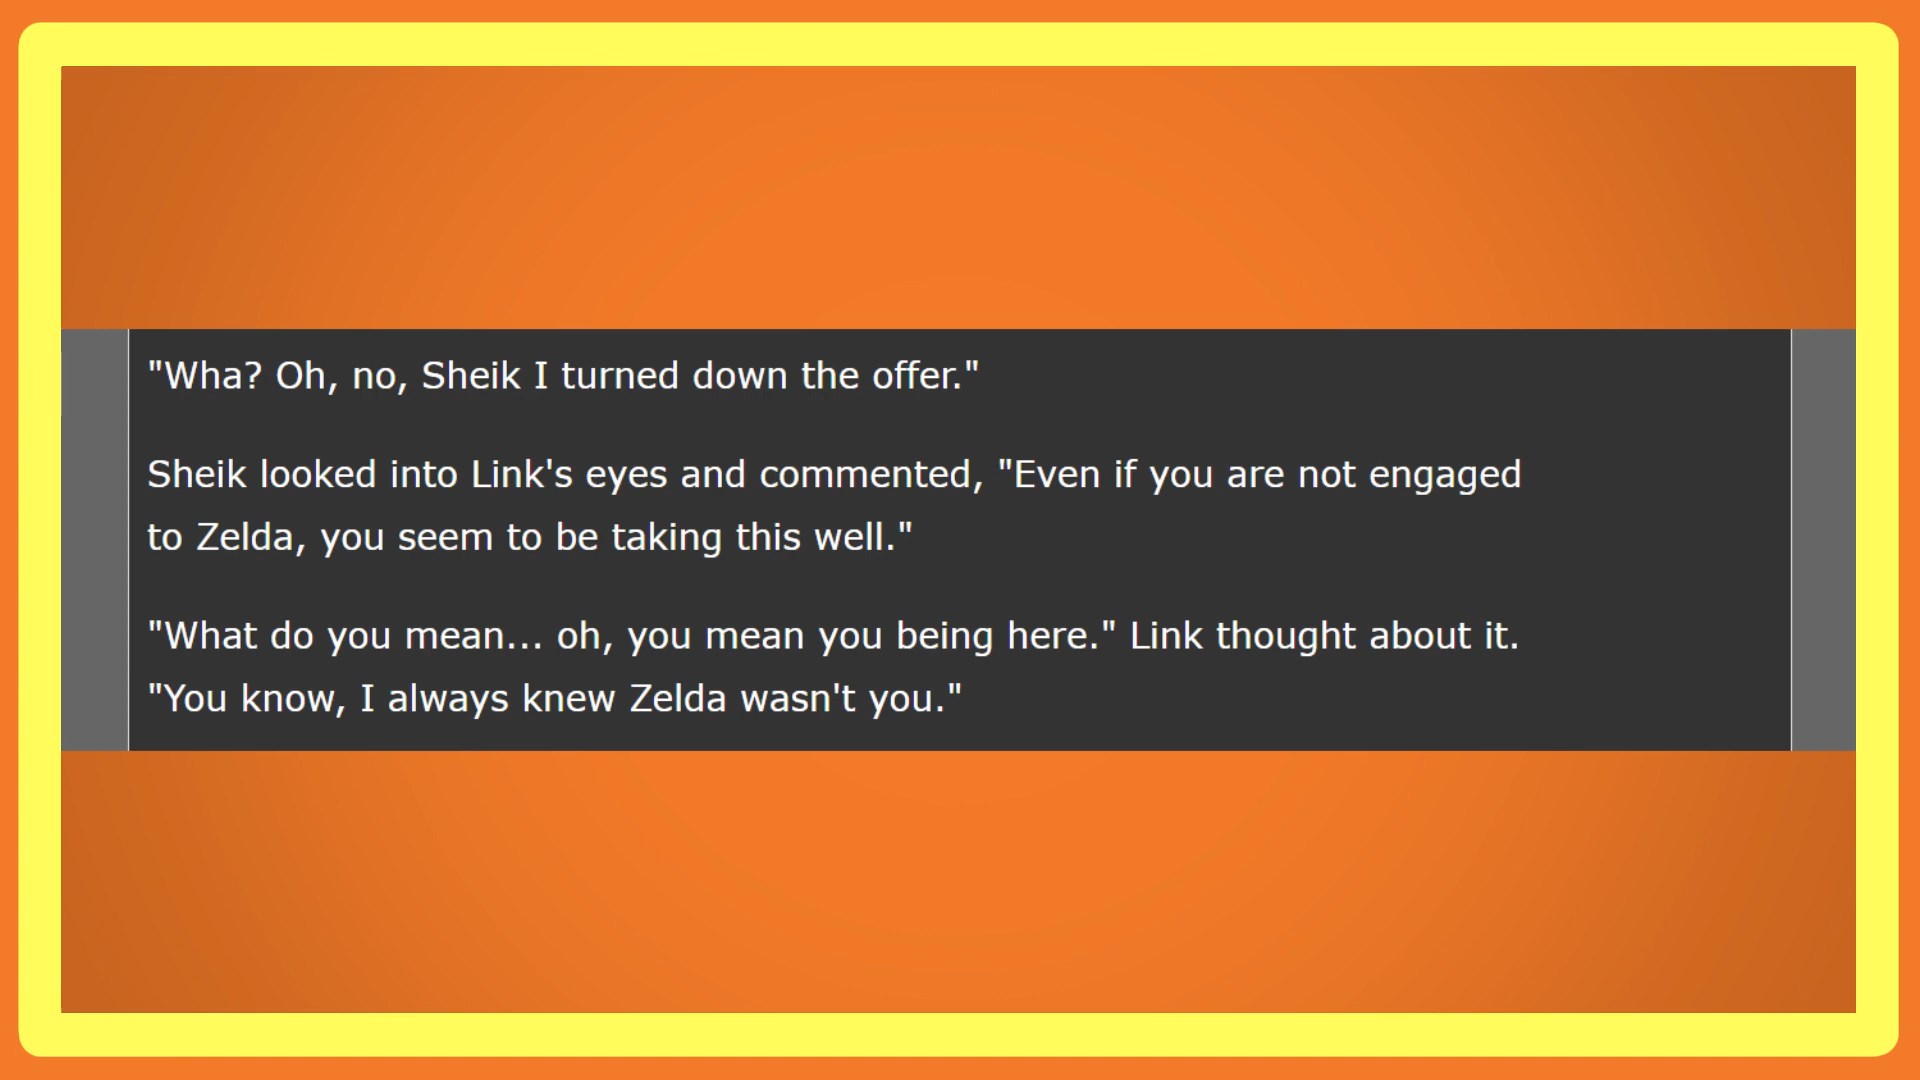 "Wha? Oh, no, Sheik I turned down the offer."
Sheik looked into Link's eyes and commented, "Even if you are not engaged
to Zelda, you seem to be taking this well."
"What do you mean... oh, you mean you being here." Link thought about it.
"You know, I always knew Zelda wasn't you."